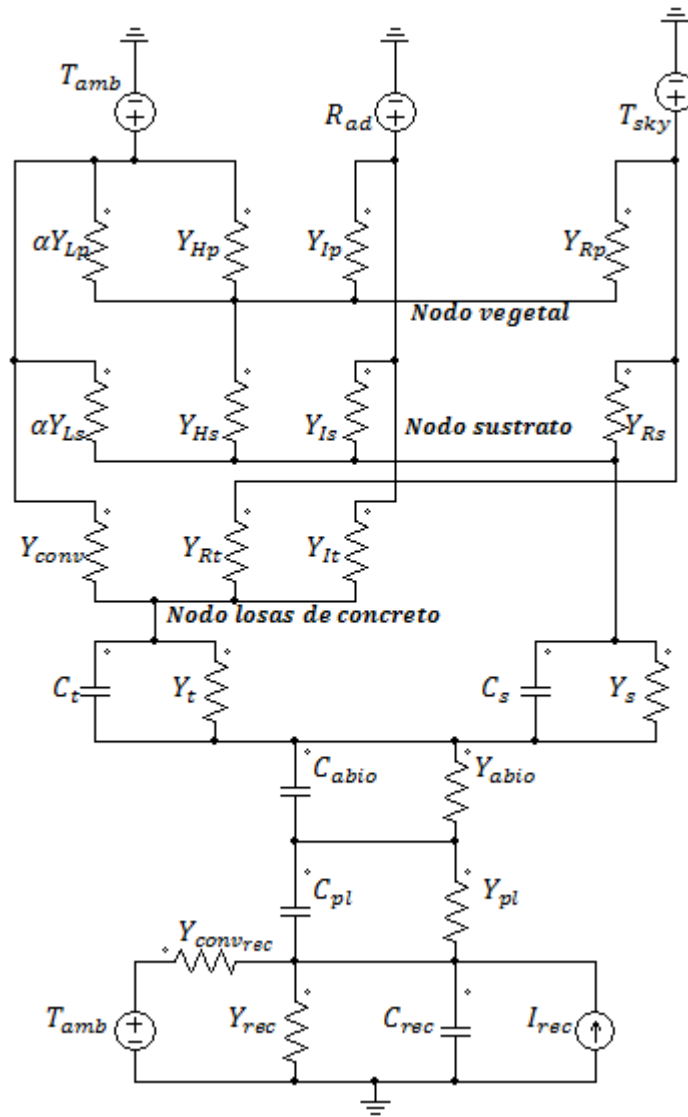 T_amb
R_ad
T_sky
αY_Lp
Y_Hp
Y_Ip
Y_Rp
Nodo vegetal
αY_Ls
Y_Hs
Y_Is
Nodo sustrato
Y_Rs
Y_conv
Y_Rt
Y_It
Nodo losas de concreto
C_t
Y_t
C_s
Y_s
C_abio
Y_abio
C_pl
Y_pl
Y_conv_rec
T_amb
Y_rec
C_rec
I_rec